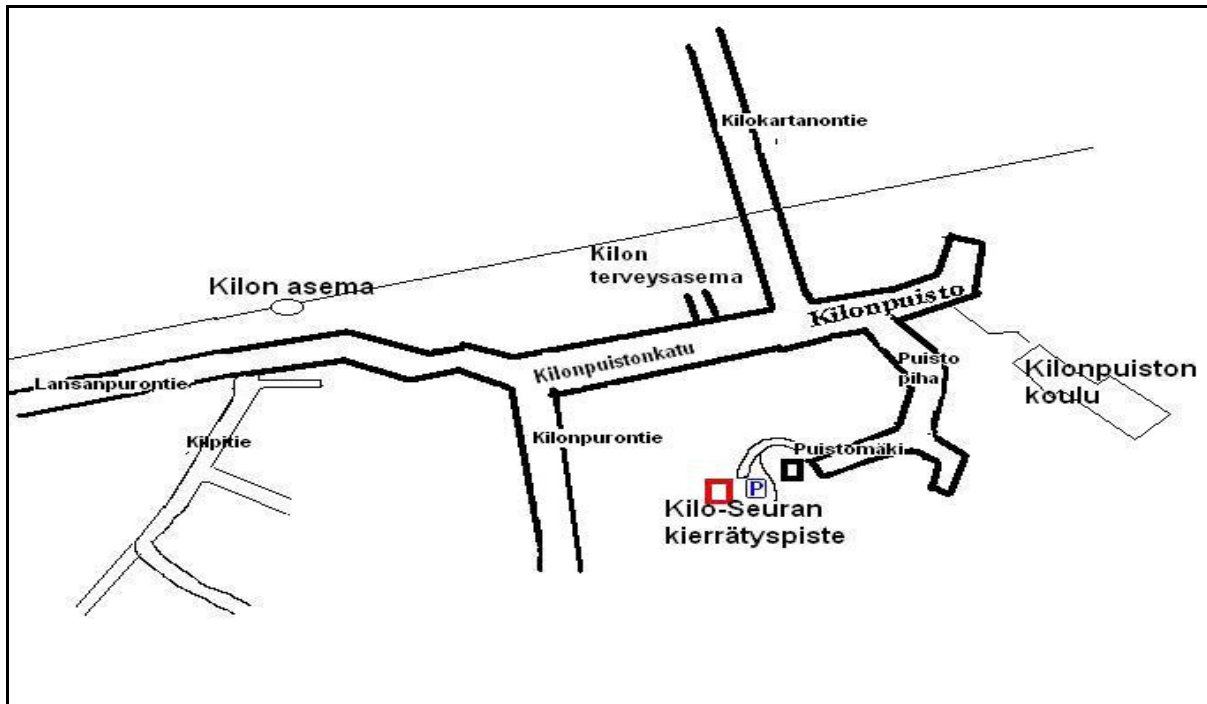 Kilokartanontie
Kilon
terveysasema
Kilon asema
Kilonpuisto
Kilonpuistonkatu
Lansanpurontie
Puisto
piha
Kilonpuiston
koulu
Kilpitie
Kilonpurontie
Puistomäki
P
Kilo-Seuran
kierrätyspiste